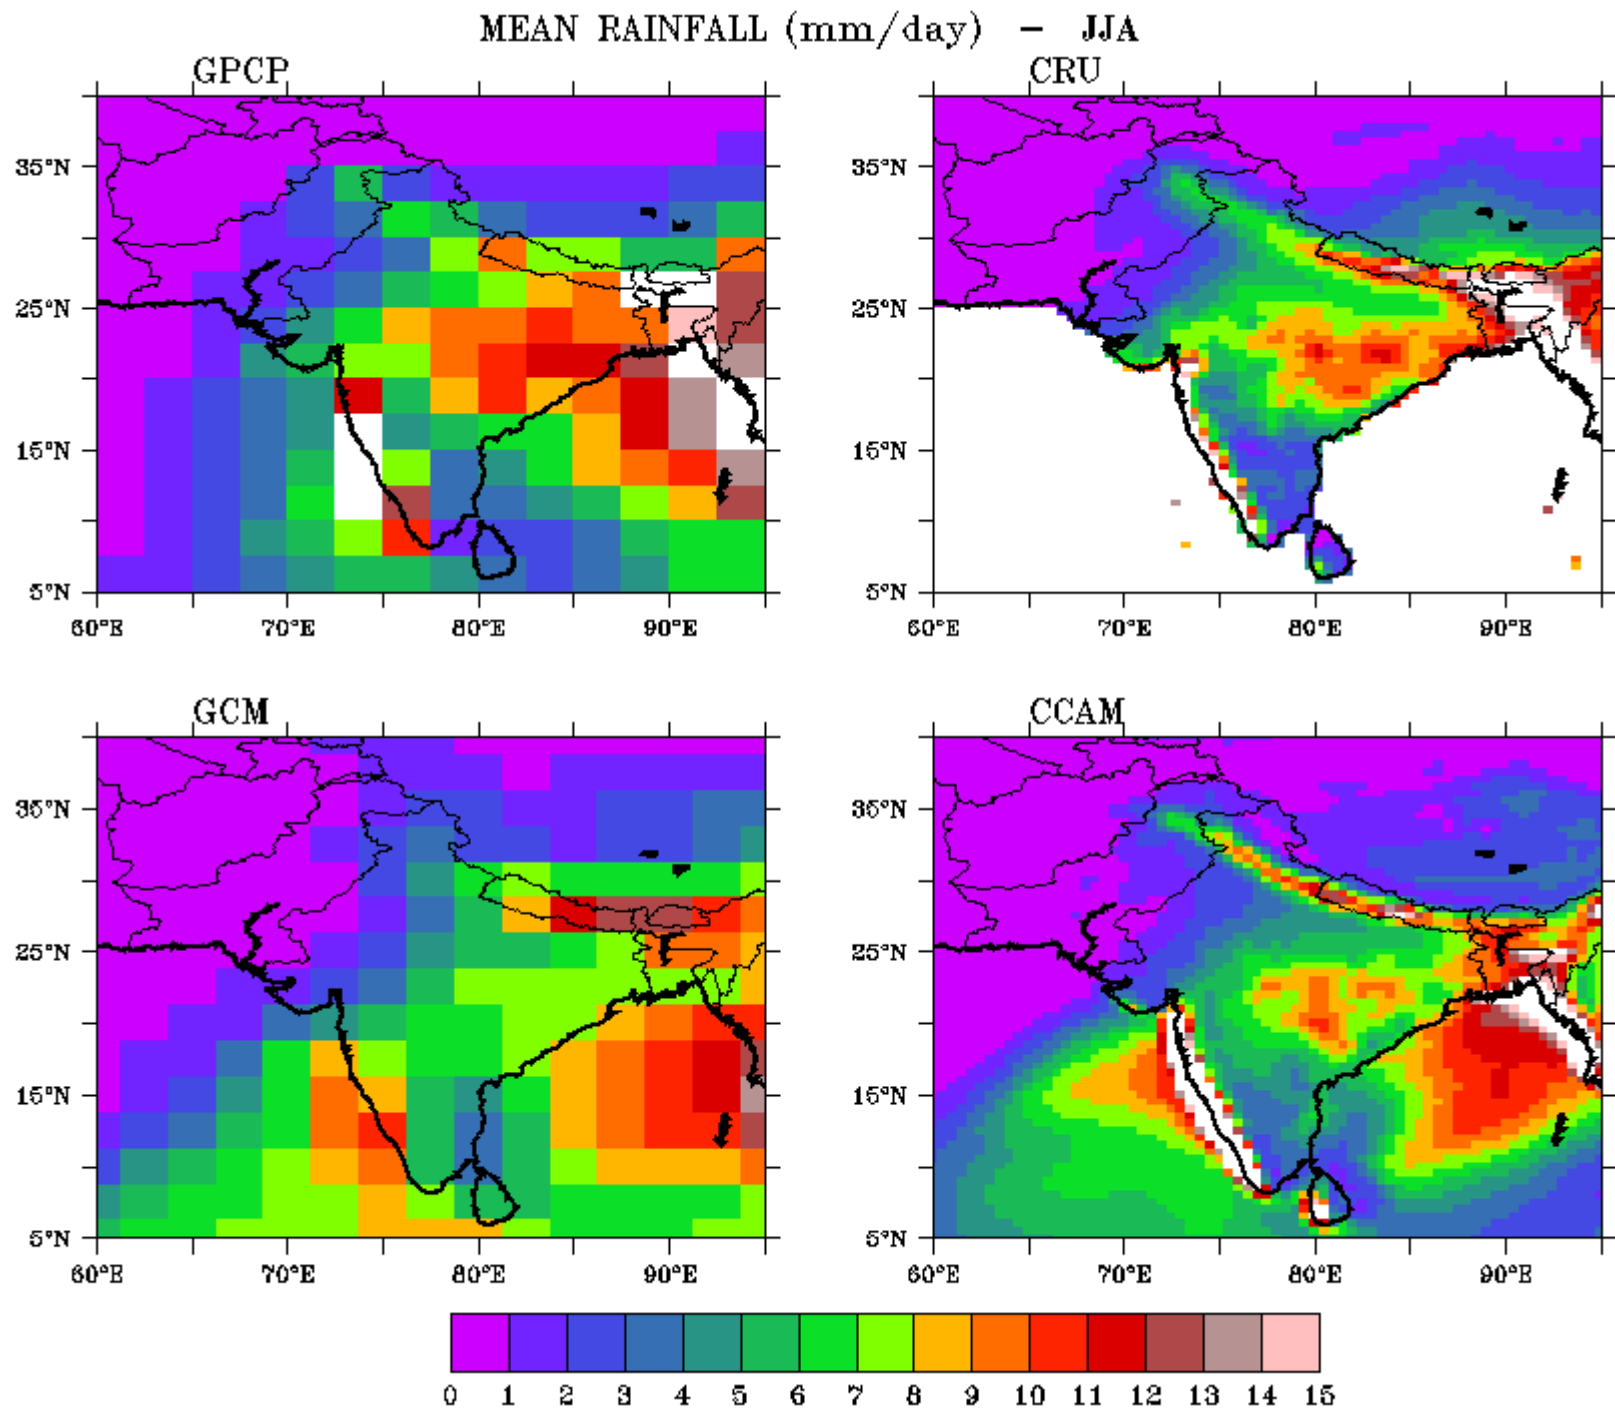 MEAN RAINFALL (mm/day) – JJA
GPCP CRU
35°N 35°N
25°N 25°N
15°N 15°N
5°N 5°N
60°E 70°E 80°E 90°E 60°E 70°E 80°E 90°E
GCM CCAM
35°N 35°N
25°N 25°N
15°N 15°N
5°N 5°N
60°E 70°E 80°E 90°E 60°E 70°E 80°E 90°E
0 1 2 3 4 5 6 7 8 9 10 11 12 13 14 15